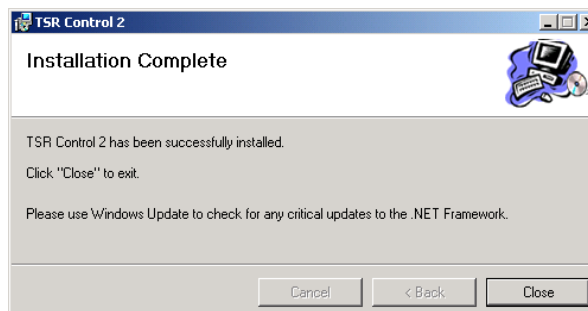 TSR Control 2
Installation Complete
TSR Control 2 has been successfully installed.
Click "Close" to exit.
Please use Windows Update to check for any critical updates to the .NET Framework.
Cancel
< Back
Close